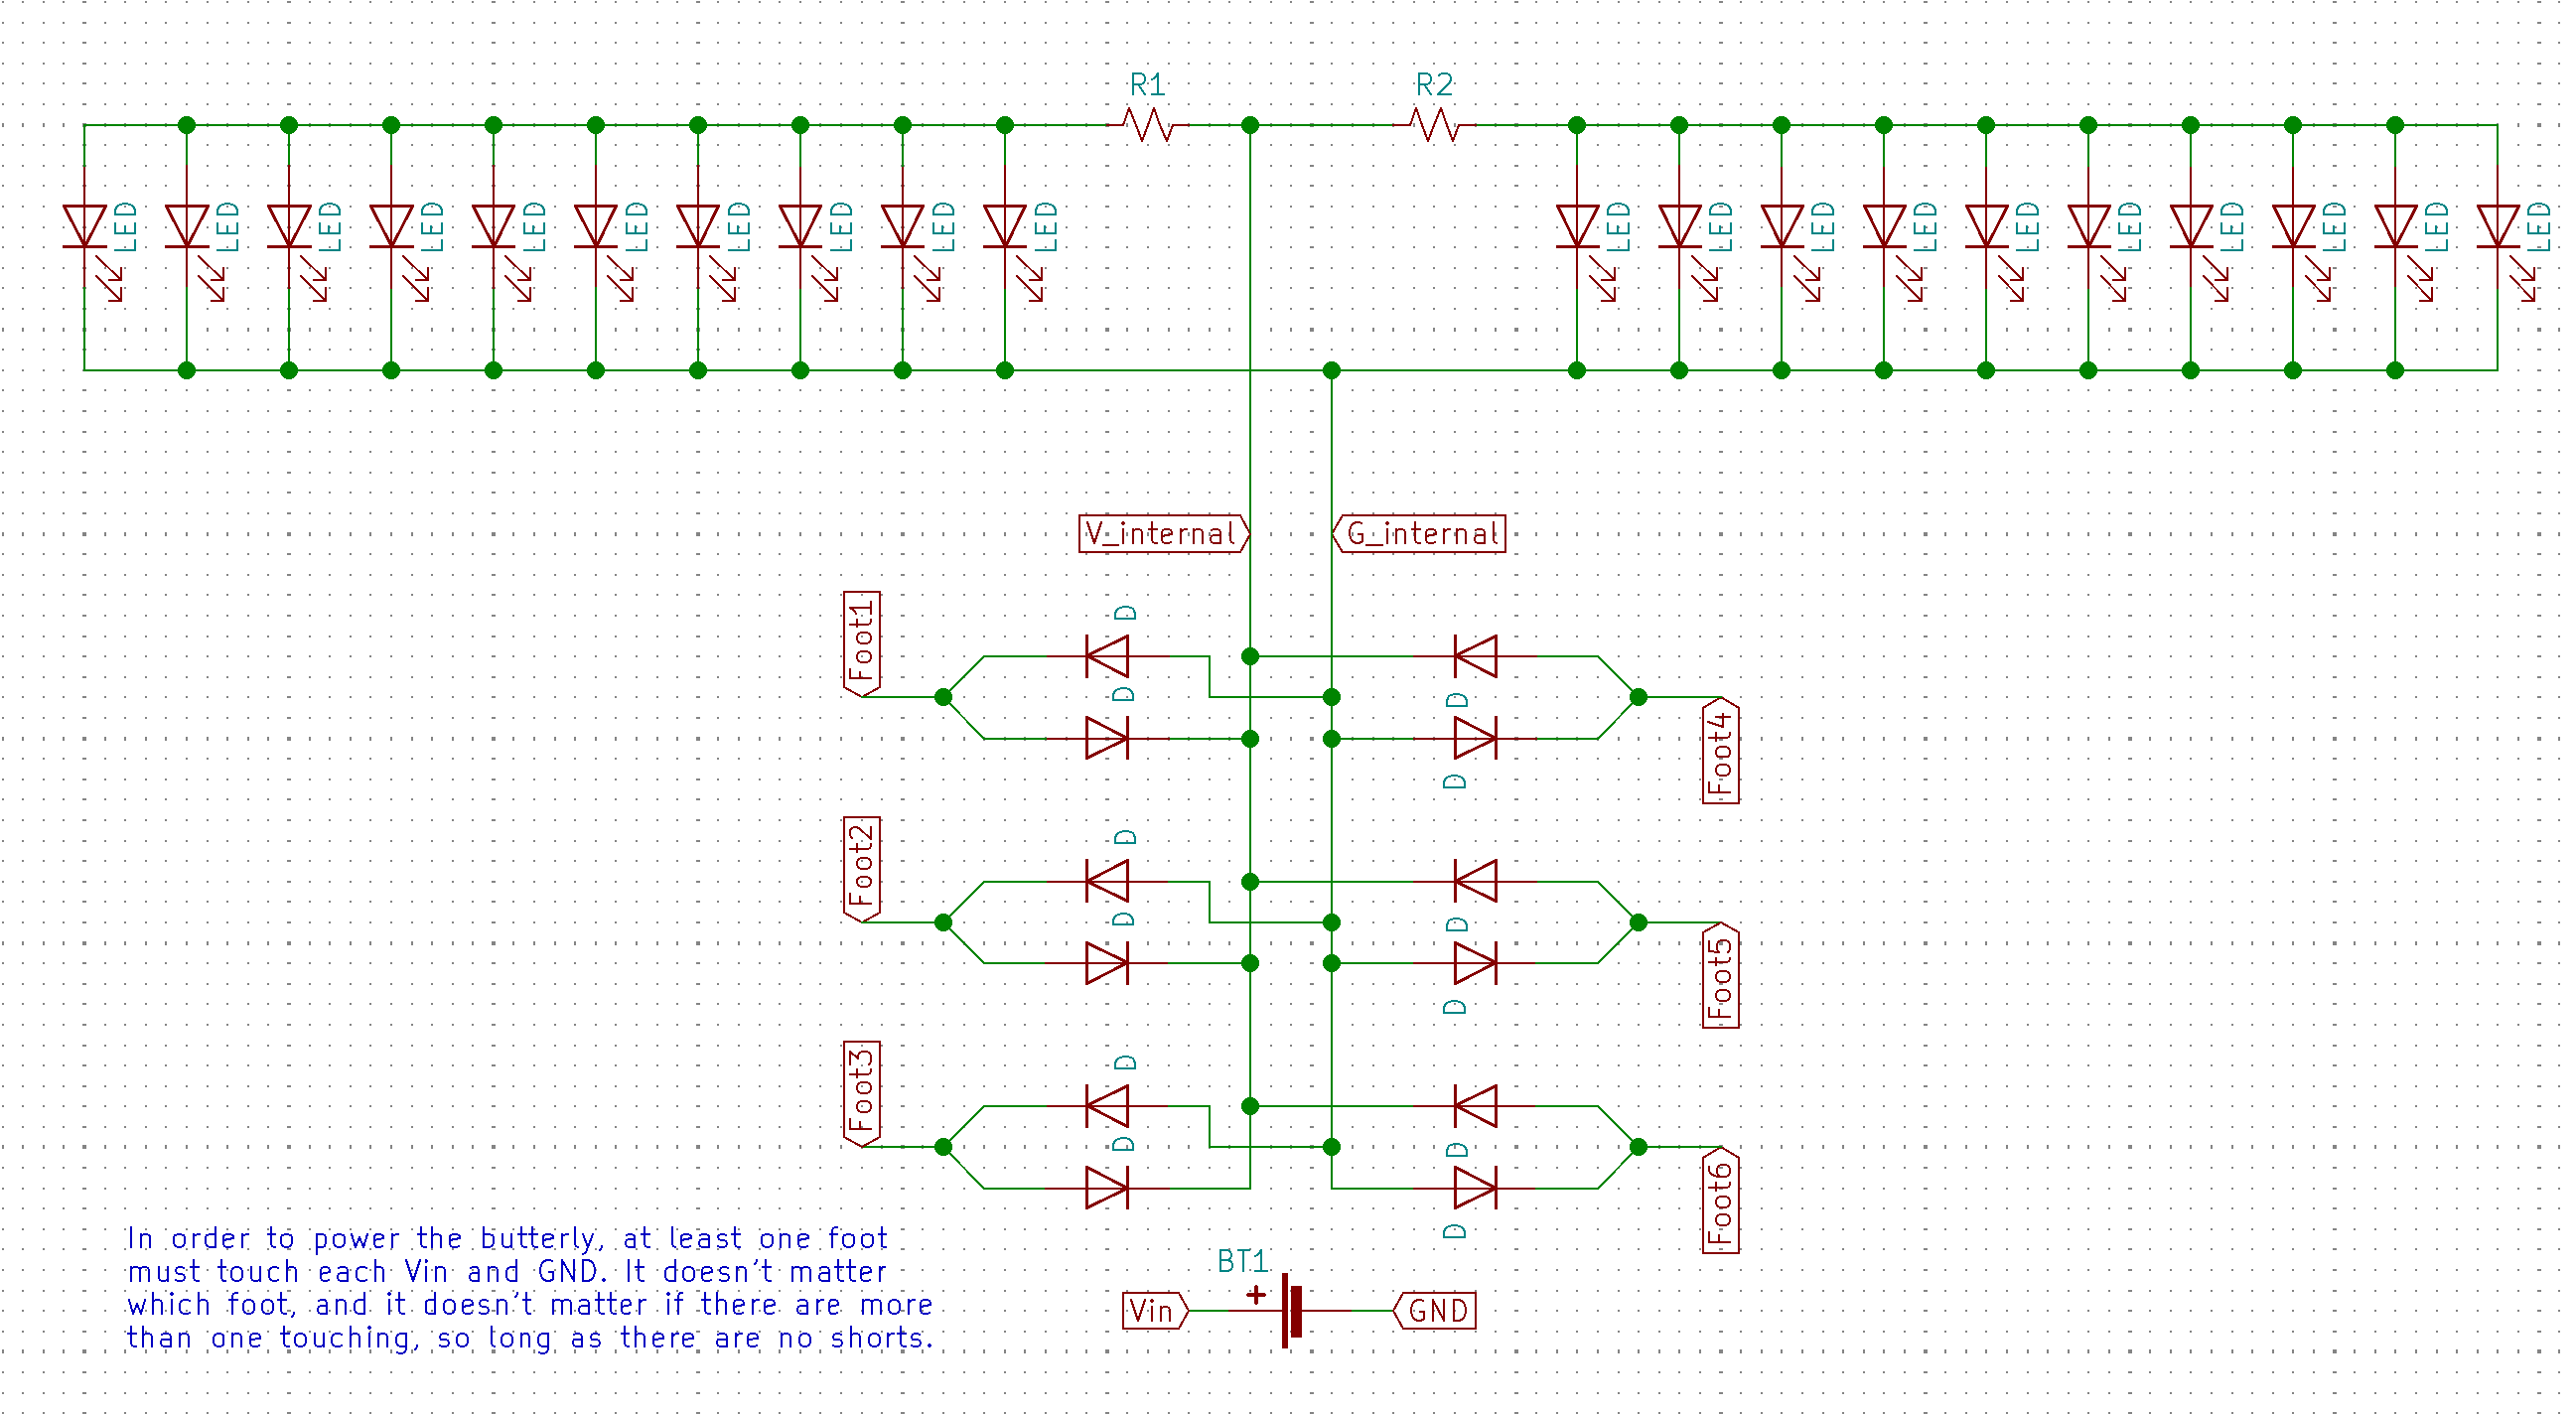 R1
R2
LED LED LED LED LED LED LED LED LED LED LED LED LED LED LED LED LED LED LED LED
V_internal
G_internal
Foot1
D
D
D
D
Foot4
Foot2
D
D
D
D
Foot5
Foot3
D
D
D
D
Foot6
In order to power the butterly, at least one foot
must touch each Vin and GND. It doesn't matter
which foot, and it doesn't matter if there are more
than one touching, so long as there are no shorts.
BT1
+
Vin
GND